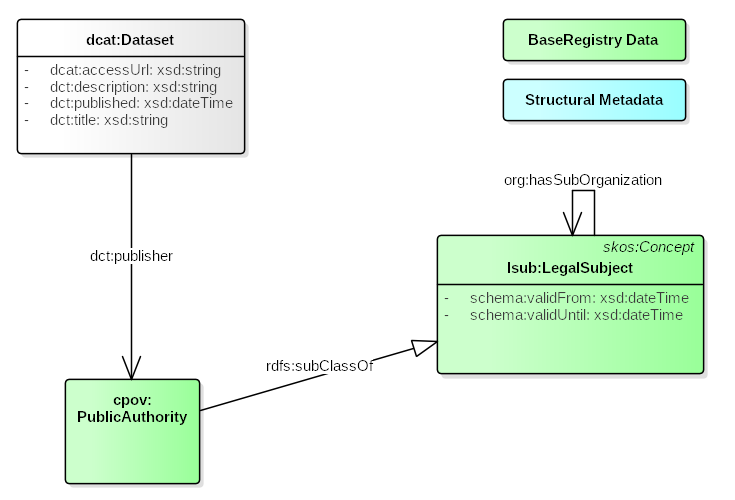 dcat:Dataset
- dcat:accessUrl: xsd:string
- dct:description: xsd:string
- dct:published: xsd:dateTime
- dct:title: xsd:string
BaseRegistry Data
Structural Metadata
org:hasSubOrganization
skos:Concept
lsub:LegalSubject
- schema:validFrom: xsd:dateTime
- schema:validUntil: xsd:dateTime
dct:publisher
rdfs:subClassOf
cpov:
PublicAuthority